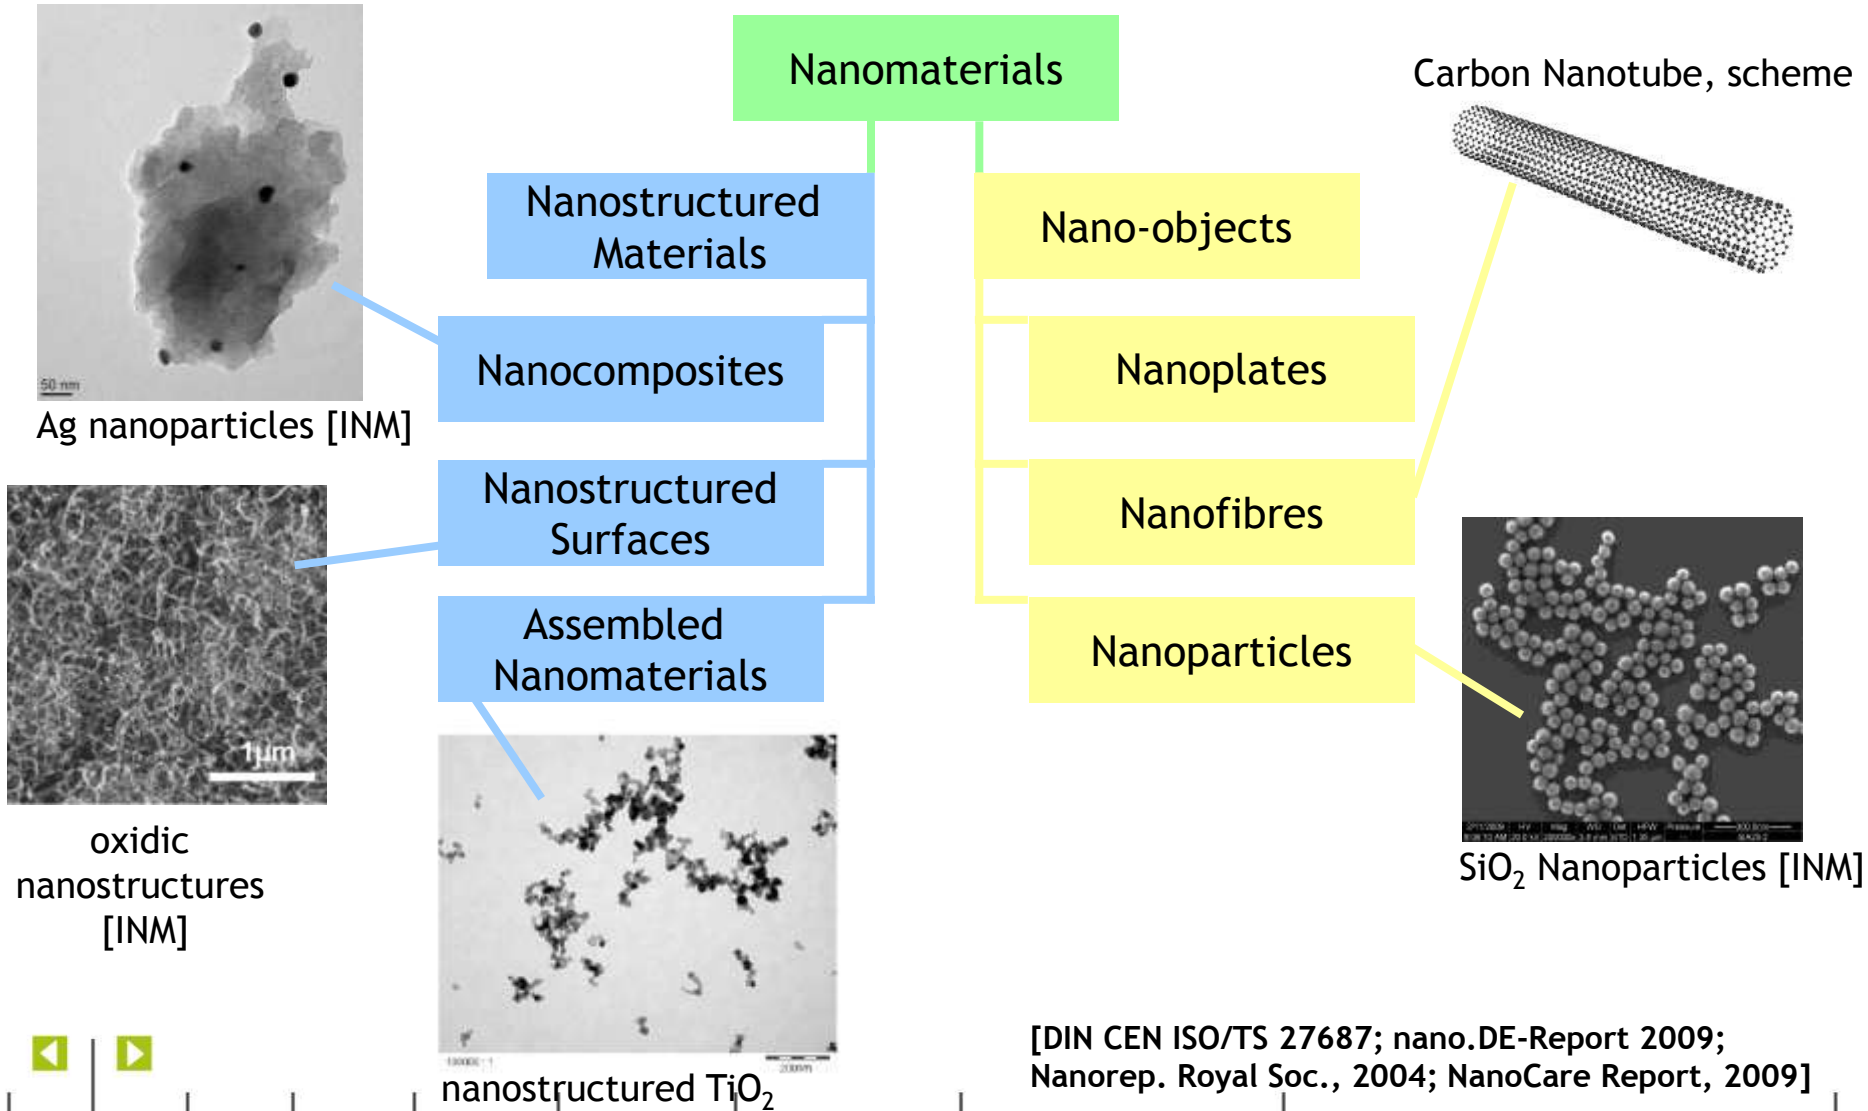 Nanomaterials
Carbon Nanotube, scheme
Nanostructured
Materials
Nano-objects
50 nm
Ag nanoparticles [INM]
Nanocomposites
Nanoplates
Nanostructured
Surfaces
Nanofibres
1µm
oxidic
nanostructures
[INM]
Assembled
Nanomaterials
Nanoparticles
SiO₂ Nanoparticles [INM]
nanostructured TiO₂
[DIN CEN ISO/TS 27687; nano.DE-Report 2009;
Nanorep. Royal Soc., 2004; NanoCare Report, 2009]